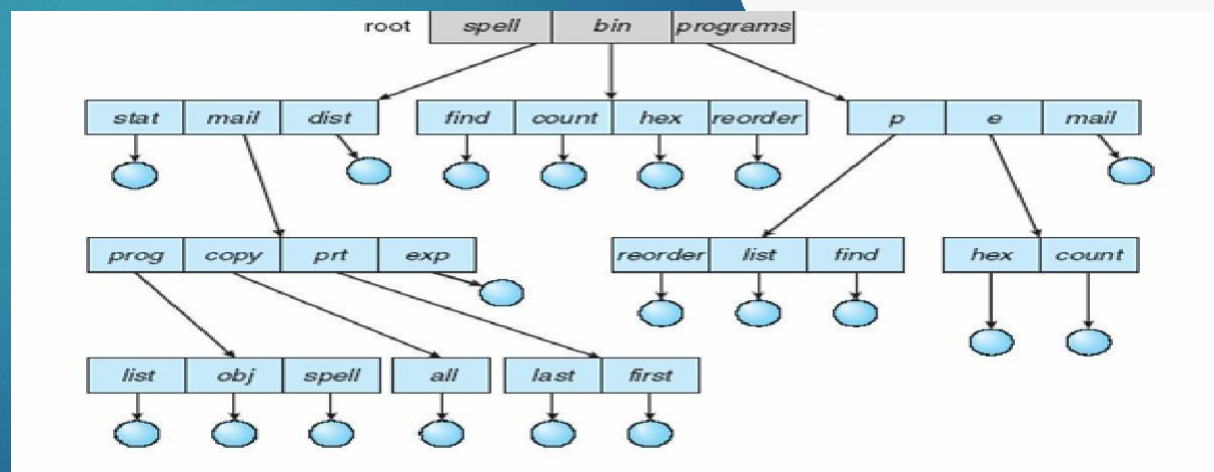 root spell bin programs
stat mail dist find count hex reorder p e mail
prog copy prt exp reorder list find hex count
list obj spell all last first